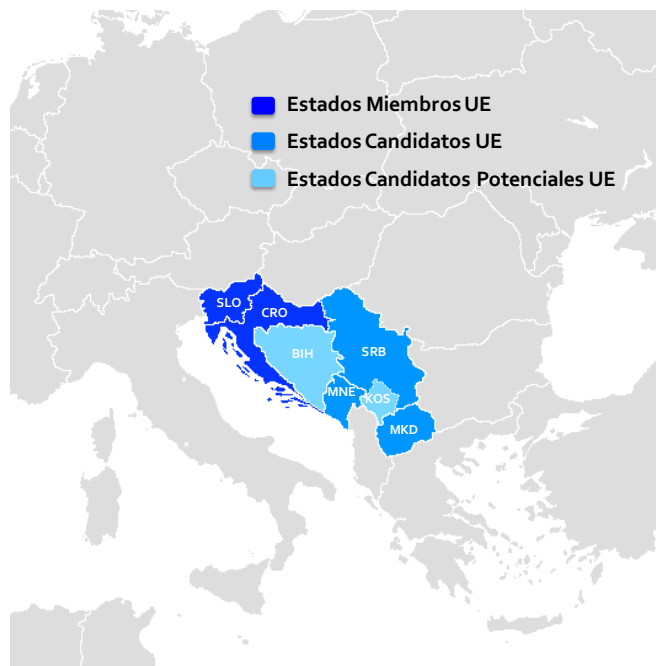 Estados Miembros UE
Estados Candidatos UE
Estados Candidatos Potenciales UE
SLO
CRO
BIH
SRB
MNE
KOS
MKD